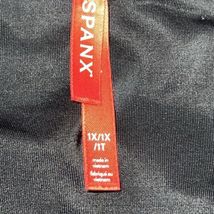 SPANX®
1X/1X
/1T
made in
vietnam
fabriqué au
vietnam